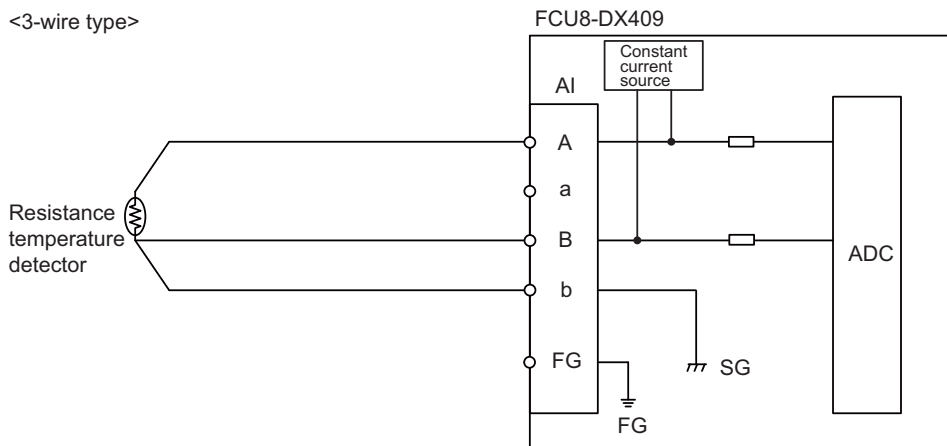 <3-wire type>
FCU8-DX409
Constant
current
source
AI
A
a
B
b
FG
Resistance
temperature
detector
ADC
SG
FG